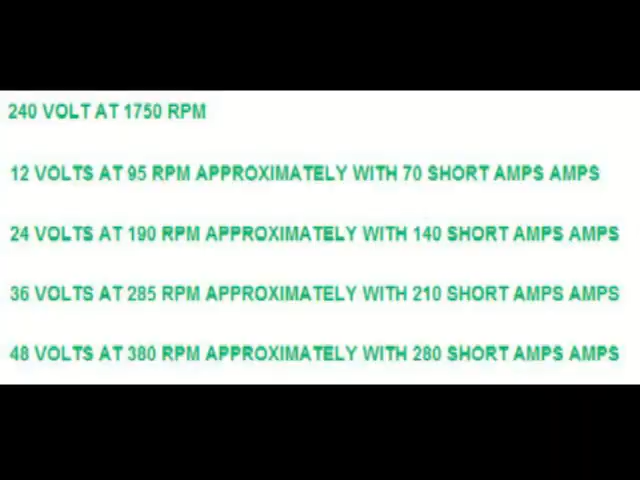 240 VOLT AT 1750 RPM
12 VOLTS AT 95 RPM APPROXIMATELY WITH 70 SHORT AMPS AMPS
24 VOLTS AT 190 RPM APPROXIMATELY WITH 140 SHORT AMPS AMPS
36 VOLTS AT 285 RPM APPROXIMATELY WITH 210 SHORT AMPS AMPS
48 VOLTS AT 380 RPM APPROXIMATELY WITH 280 SHORT AMPS AMPS